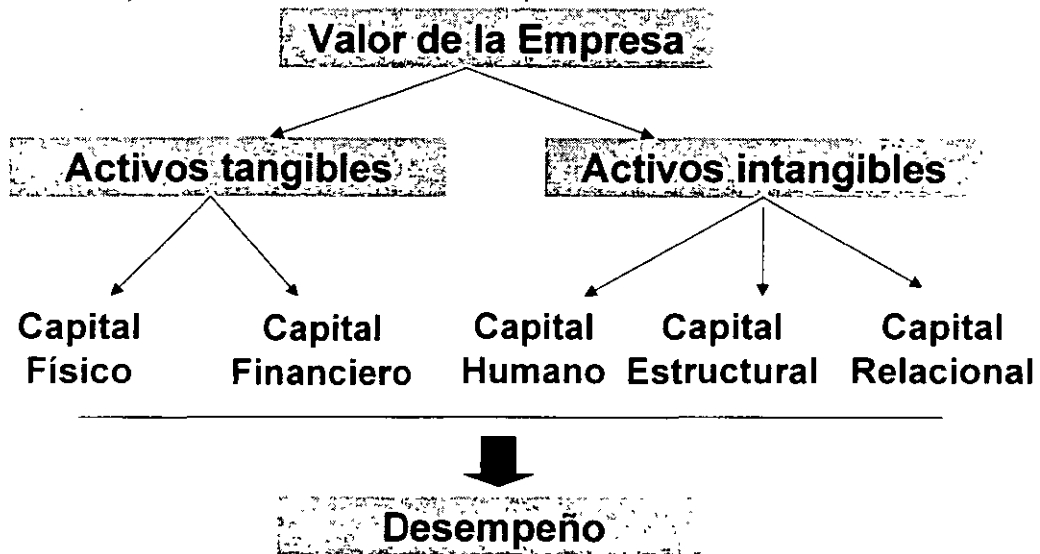 Valor de la Empresa
Activos tangibles
Activos intangibles
Capital
Físico
Capital
Financiero
Capital
Humano
Capital
Estructural
Capital
Relacional
Desempeño